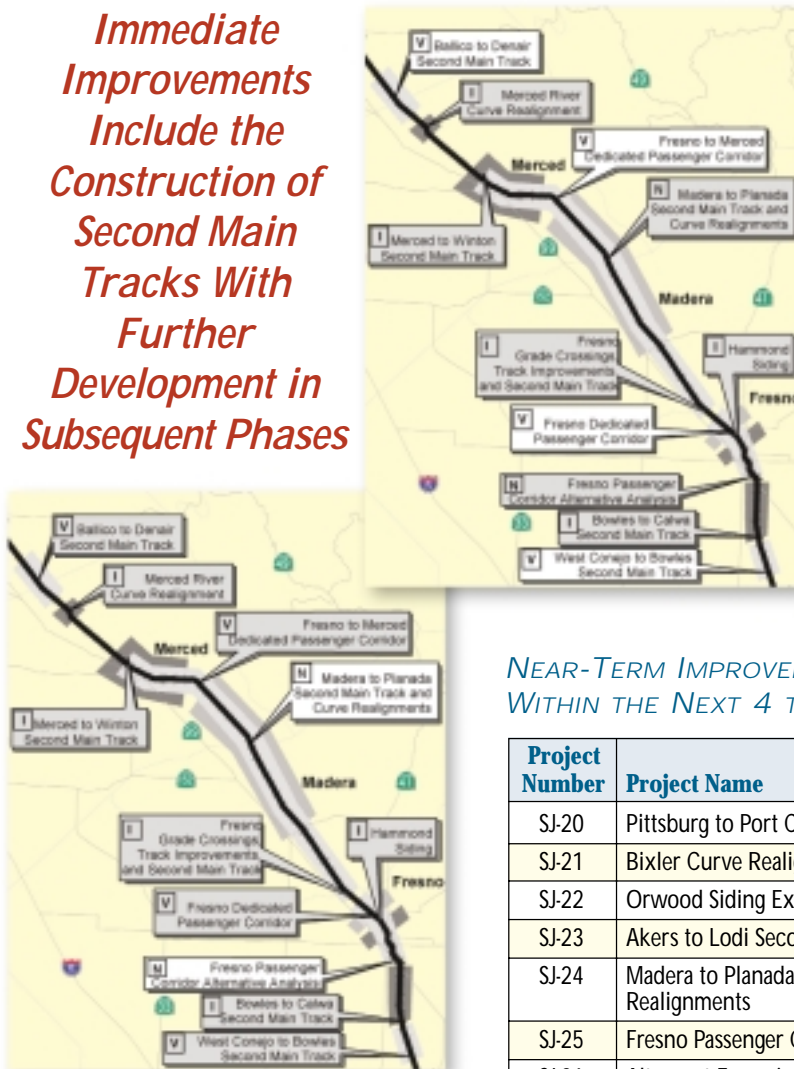 Immediate
Improvements
Include the
Construction of
Second Main
Tracks With
Further
Development in
Subsequent Phases
V Ballico to Denair
Second Main Track
I Merced River
Curve Realignment
V Fresno to Merced
Dedicated Passenger Corridor
Merced
N Madera to Planada
Second Main Track and
Curve Realignments
I Merced to Winton
Second Main Track
Madera
41
I Fresno
Grade Crossings,
Track Improvements,
and Second Main Track
I Hammond
Siding
Fresno
V Fresno Dedicated
Passenger Corridor
N Fresno Passenger
Corridor Alternative Analysis
I Bowles to Calwa
Second Main Track
V West Conejo to Bowles
Second Main Track
V Ballico to Denair
Second Main Track
I Merced River
Curve Realignment
V Fresno to Merced
Dedicated Passenger Corridor
Merced
N Madera to Planada
Second Main Track and
Curve Realignments
I Merced to Winton
Second Main Track
Madera
41
I Fresno
Grade Crossings,
Track Improvements,
and Second Main Track
I Hammond
Siding
Fresno
V Fresno Dedicated
Passenger Corridor
N Fresno Passenger
Corridor Alternative Analysis
I Bowles to Calwa
Second Main Track
V West Conejo to Bowles
Second Main Track
NEAR-TERM IMPROVE
WITHIN THE NEXT 4 T
Project
Number Project Name
SJ-20 Pittsburg to Port C
SJ-21 Bixler Curve Reali
SJ-22 Orwood Siding Ex
SJ-23 Akers to Lodi Seco
SJ-24 Madera to Planada
Realignments
SJ-25 Fresno Passenger